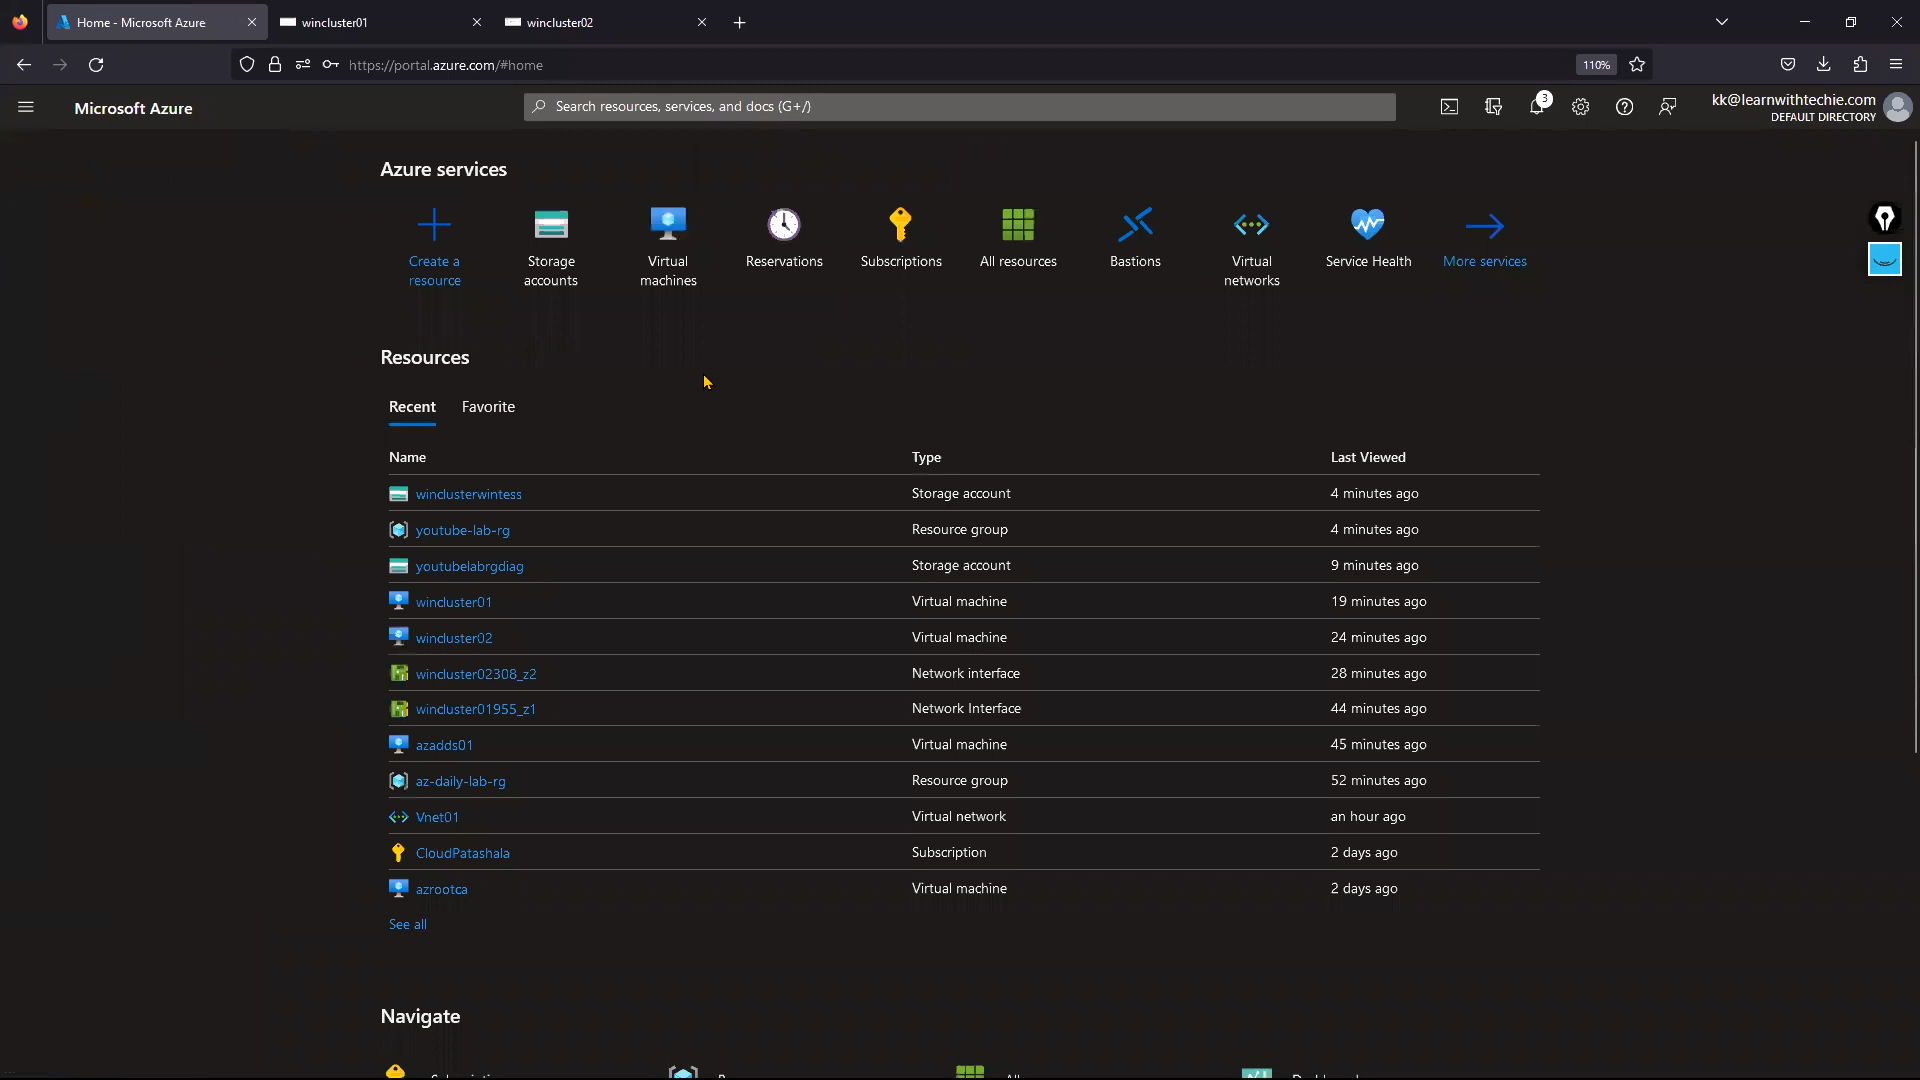 Home - Microsoft Azure
wincluster01
wincluster02
https://portal.azure.com/#home
110%
Microsoft Azure
Search resources, services, and docs (G+/)
3
kk@learnwithtechie.com
DEFAULT DIRECTORY
Azure services
Create a
resource
Storage
accounts
Virtual
machines
Reservations
Subscriptions
All resources
Bastions
Virtual
networks
Service Health
More services
Resources
Recent
Favorite
Name Type Last Viewed
winclusterwintess Storage account 4 minutes ago
youtube-lab-rg Resource group 4 minutes ago
youtubelabrgdiag Storage account 9 minutes ago
wincluster01 Virtual machine 19 minutes ago
wincluster02 Virtual machine 24 minutes ago
wincluster02308_z2 Network interface 28 minutes ago
wincluster01955_z1 Network Interface 44 minutes ago
azadds01 Virtual machine 45 minutes ago
az-daily-lab-rg Resource group 52 minutes ago
Vnet01 Virtual network an hour ago
CloudPatashala Subscription 2 days ago
azrootca Virtual machine 2 days ago
See all
Navigate